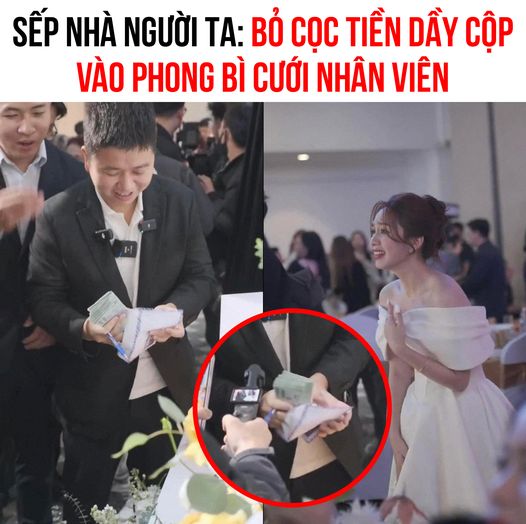 SẾP NHÀ NGƯỜI TA: BỎ CỌC TIỀN DẦY CỘP
VÀO PHONG BÌ CƯỚI NHÂN VIÊN